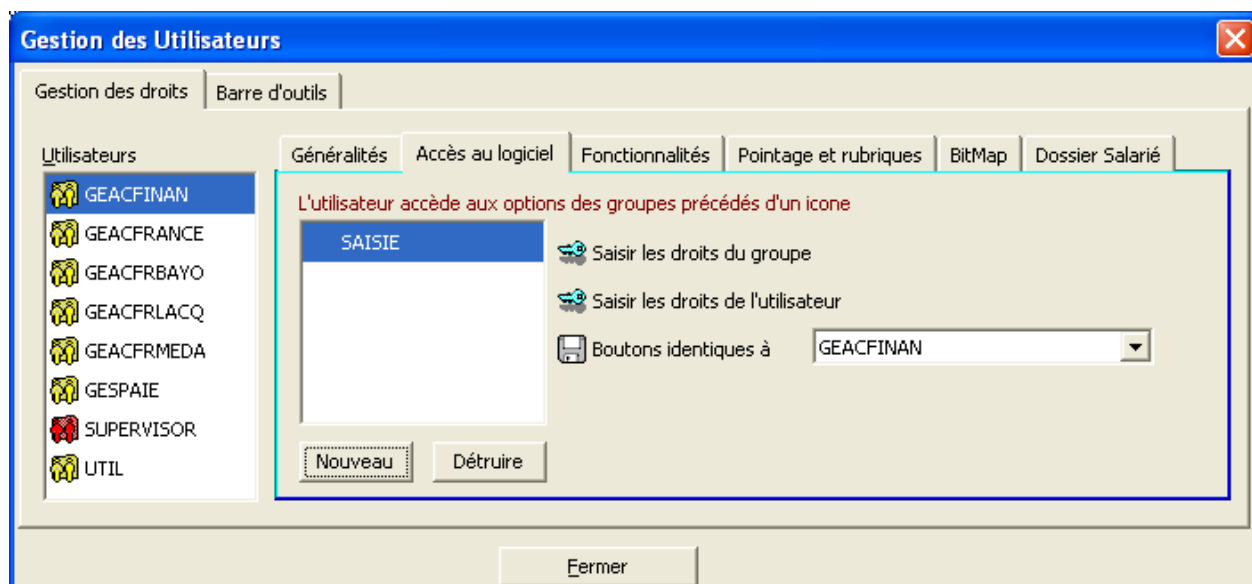 Gestion des Utilisateurs
Gestion des droits Barre d'outils
Utilisateurs
GEACFINAN
GEACFRANCE
GEACFRBAYO
GEACFRLACQ
GEACFRMEDA
GESPAIE
SUPERVISOR
UTIL
Généralités Accès au logiciel Fonctionnalités Pointage et rubriques BitMap Dossier Salarié
L'utilisateur accède aux options des groupes précédés d'un icone
SAISIE
Saisir les droits du groupe
Saisir les droits de l'utilisateur
Boutons identiques à GEACFINAN
Nouveau Détruire
Fermer